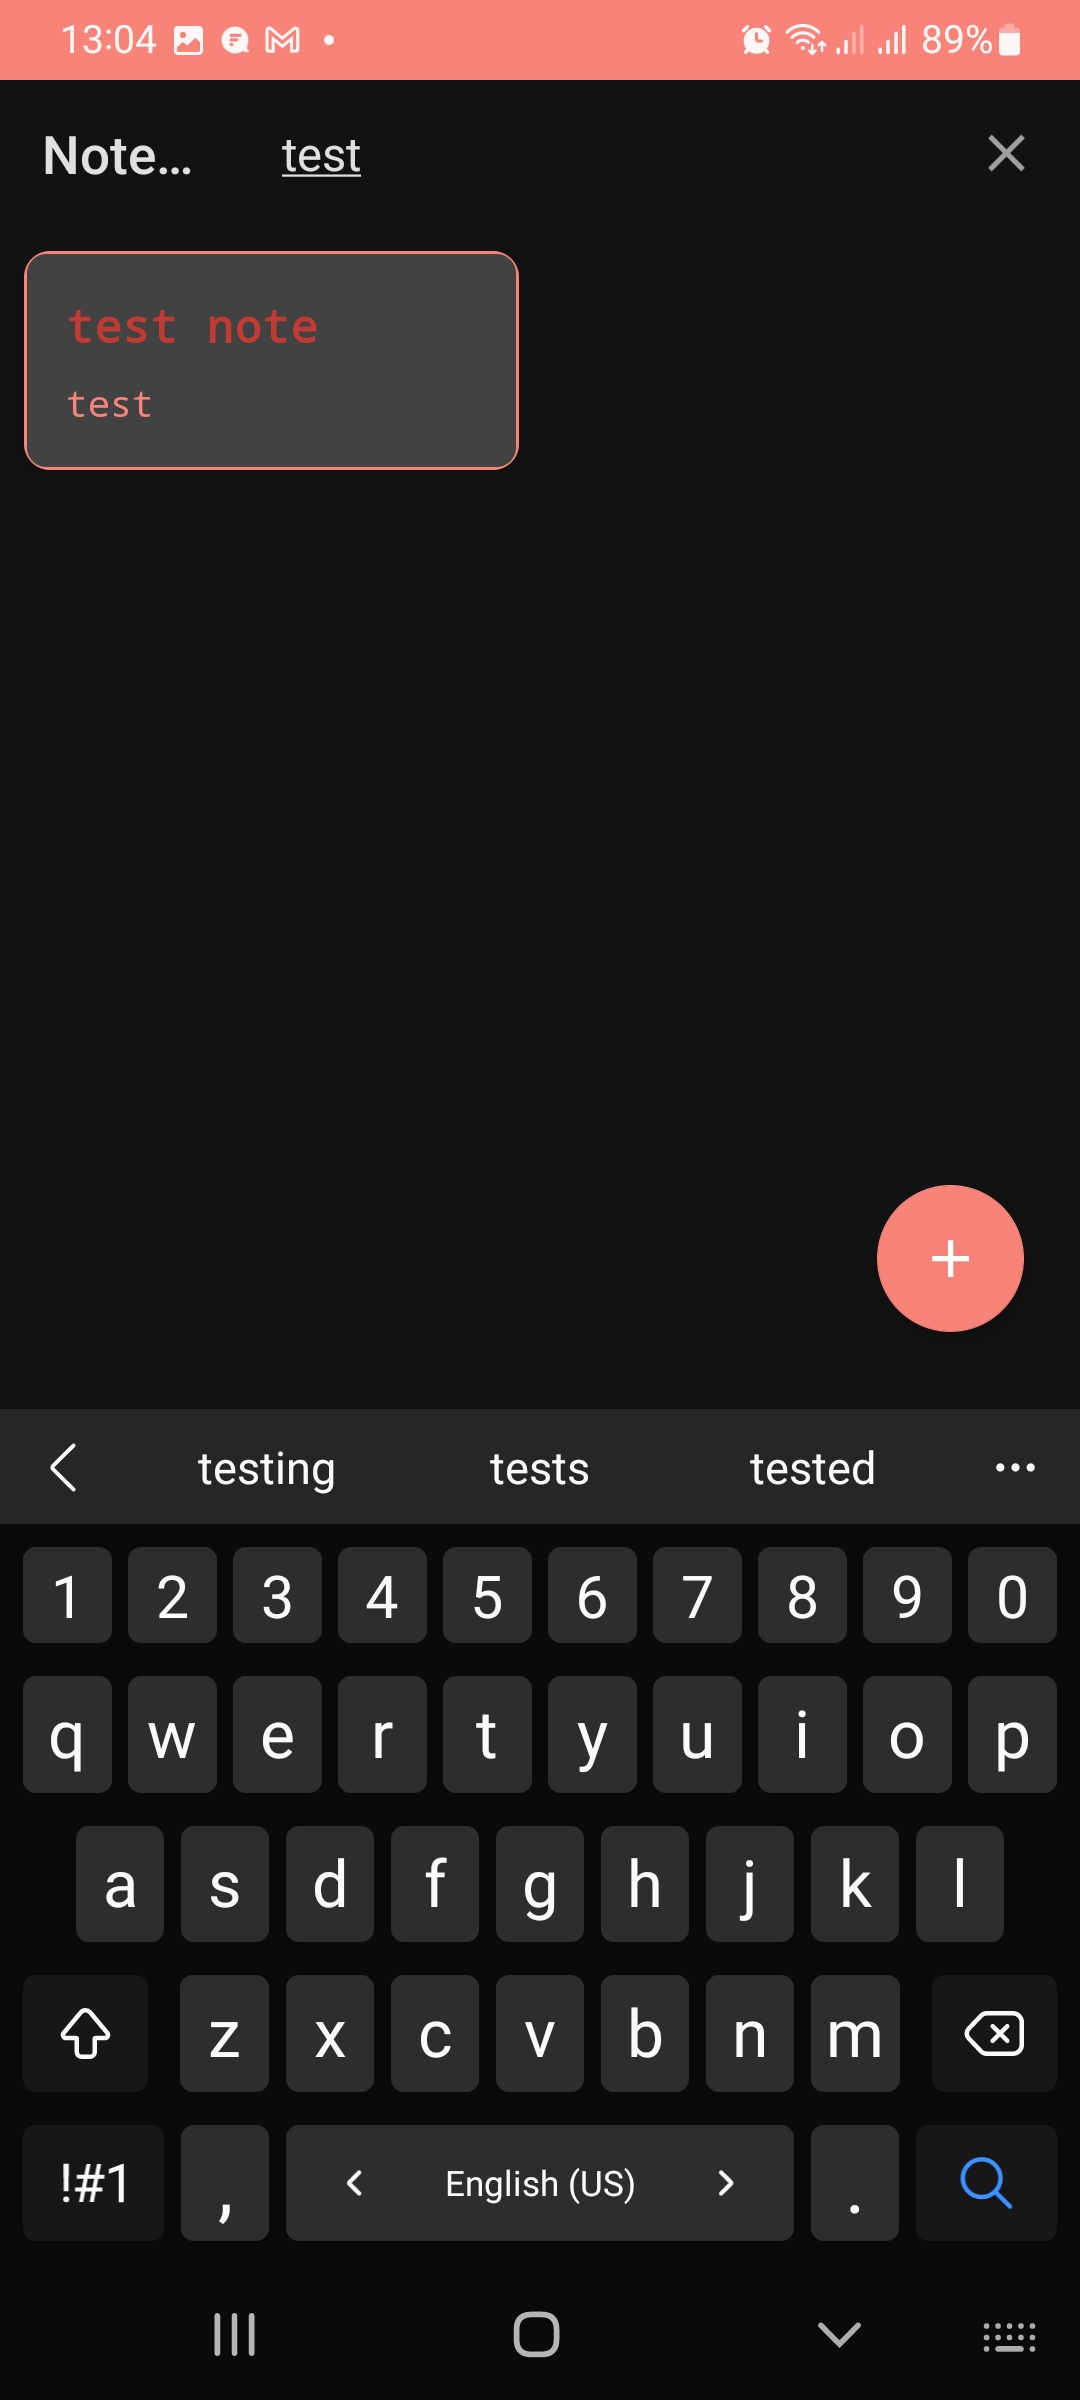 13:04 89%
Note... test
test note
test
testing tests tested
1 2 3 4 5 6 7 8 9 0
q w e r t y u i o p
a s d f g h j k l
z x c v b n m
!#1 , English (US) .